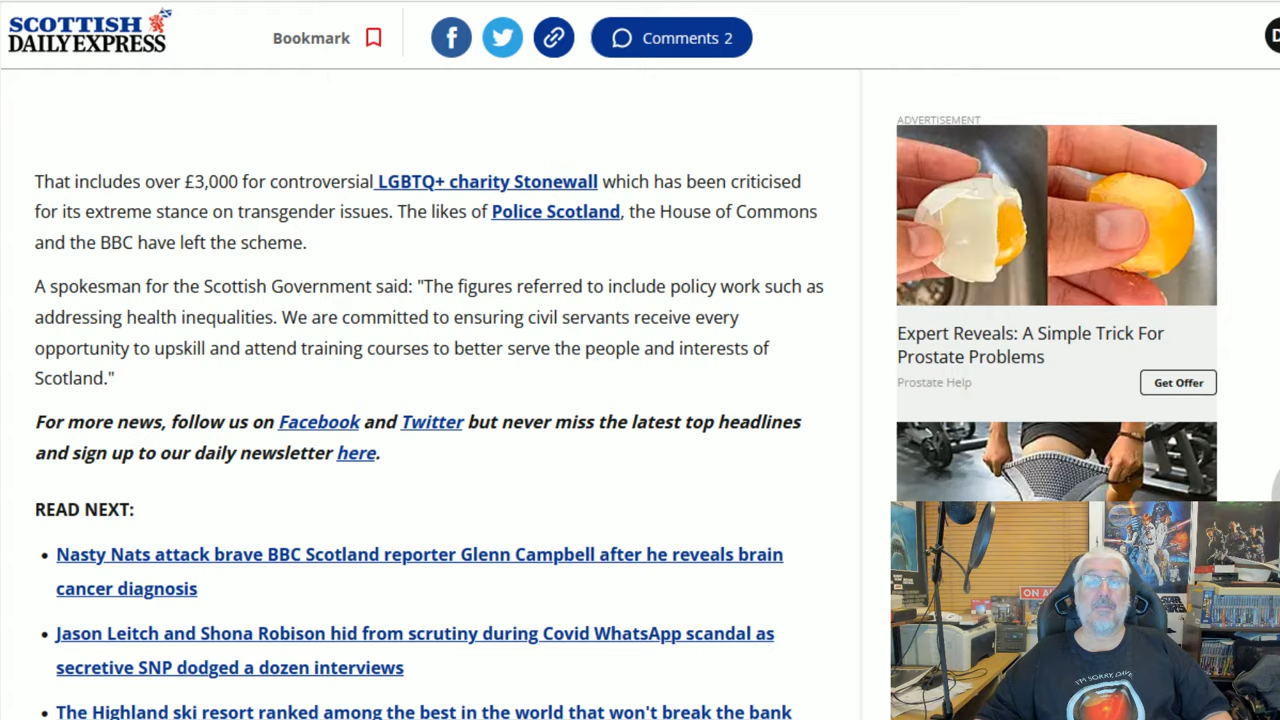 SCOTTISH
DAILY EXPRESS
Bookmark
Comments 2
D
ADVERTISEMENT
That includes over £3,000 for controversial LGBTQ+ charity Stonewall which has been criticised
for its extreme stance on transgender issues. The likes of Police Scotland, the House of Commons
and the BBC have left the scheme.
A spokesman for the Scottish Government said: "The figures referred to include policy work such as
addressing health inequalities. We are committed to ensuring civil servants receive every
opportunity to upskill and attend training courses to better serve the people and interests of
Scotland."
For more news, follow us on Facebook and Twitter but never miss the latest top headlines
and sign up to our daily newsletter here.
READ NEXT:
• Nasty Nats attack brave BBC Scotland reporter Glenn Campbell after he reveals brain
cancer diagnosis
• Jason Leitch and Shona Robison hid from scrutiny during Covid WhatsApp scandal as
secretive SNP dodged a dozen interviews
• The Highland ski resort ranked among the best in the world that won't break the bank
Expert Reveals: A Simple Trick For
Prostate Problems
Prostate Help
Get Offer
ON A
I'M SORRY, DAVE